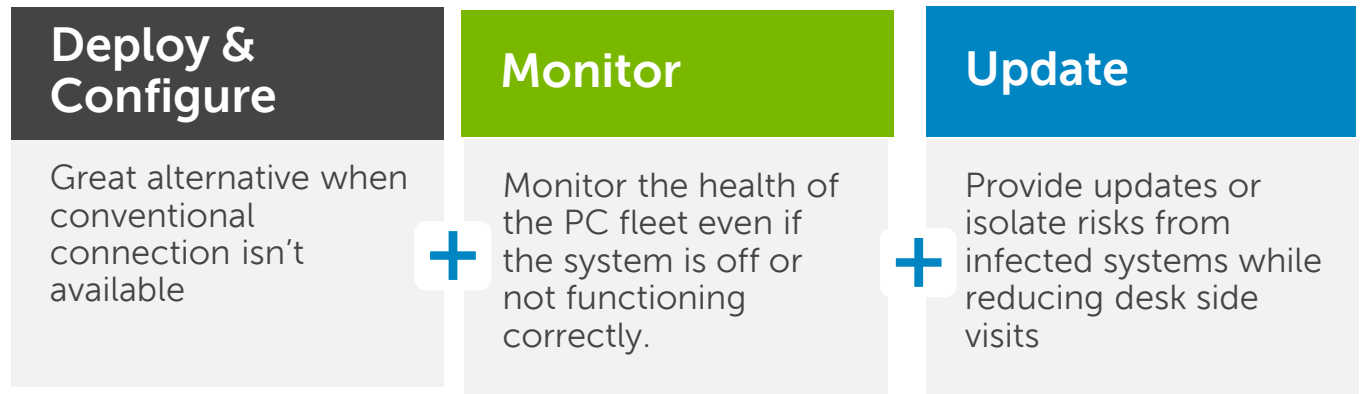 Deploy &
Configure
Great alternative when
conventional
connection isn't
available
+
Monitor
Monitor the health of
the PC fleet even if
the system is off or
not functioning
correctly.
+
Update
Provide updates or
isolate risks from
infected systems while
reducing desk side
visits